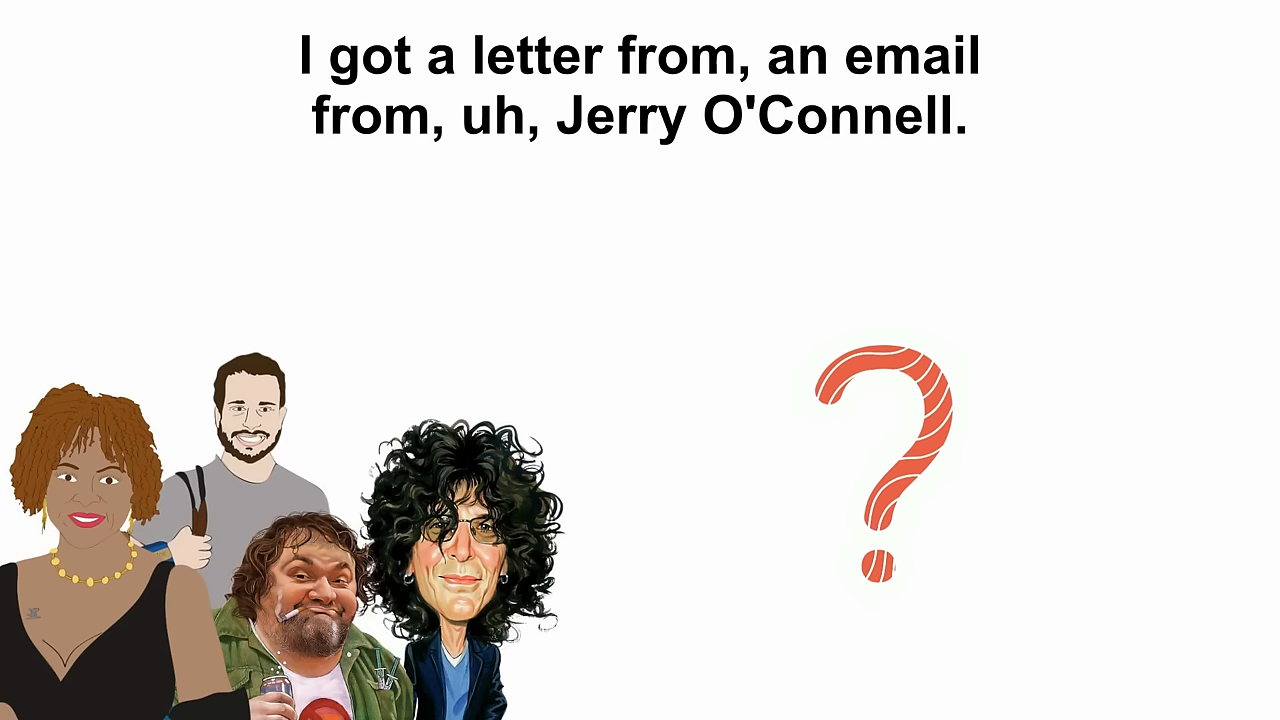 I got a letter from, an email
from, uh, Jerry O'Connell.